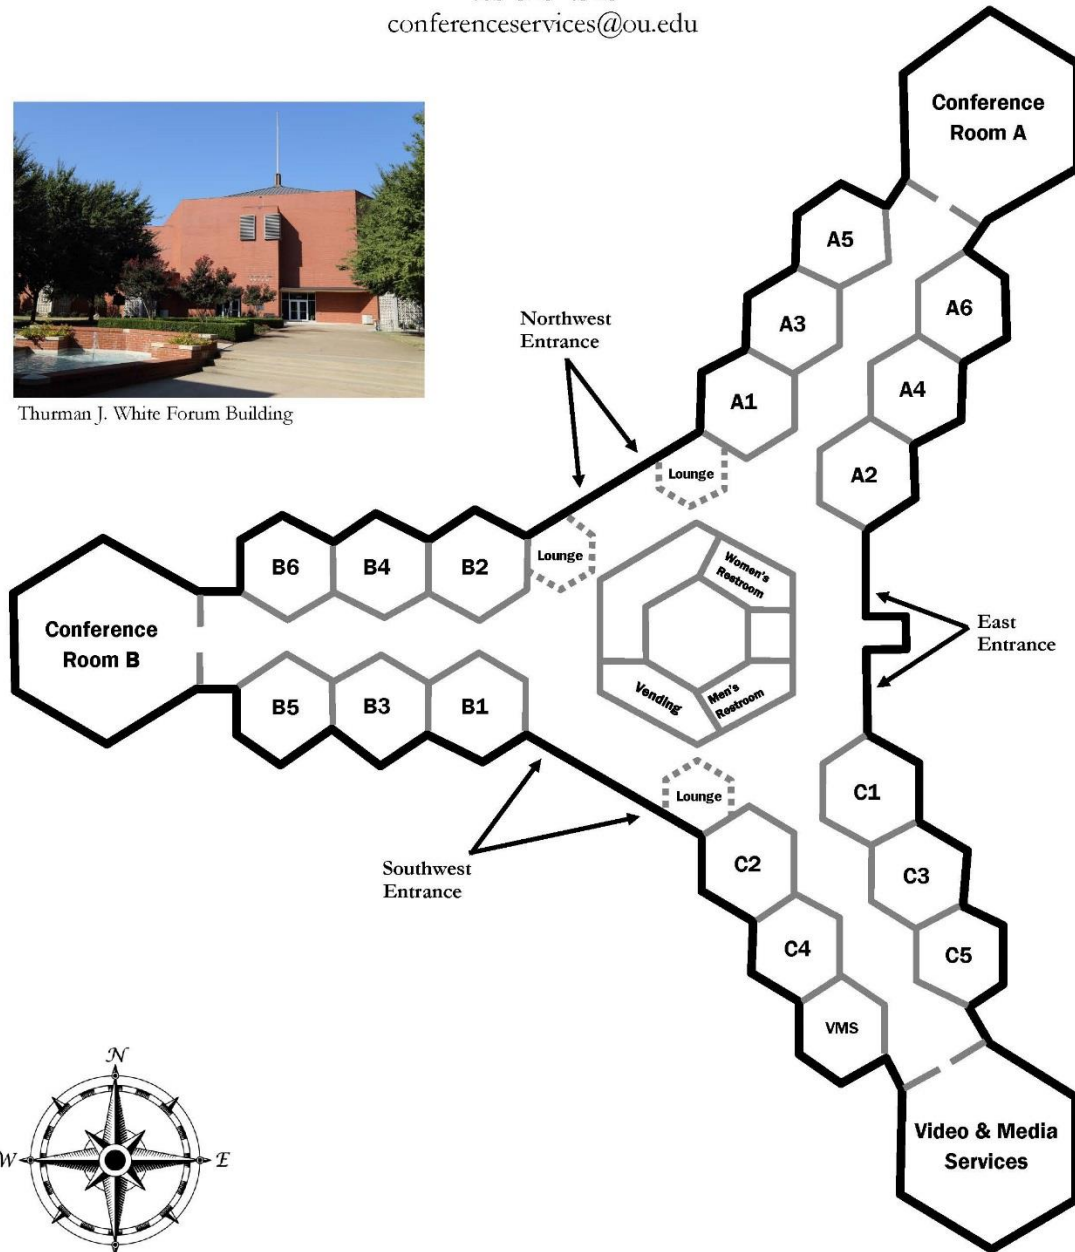 conferenceservices@ou.edu
Conference
Room A
A5
A6
Northwest
Entrance
A3
A4
Thurman J. White Forum Building
A1
A2
Lounge
Lounge
B6
B4
B2
Women's
Restroom
Conference
Room B
East
Entrance
Vending
Men's
Restroom
B5
B3
B1
Lounge
C1
Southwest
Entrance
C2
C3
C4
C5
VMS
N
W
E
Video & Media
Services